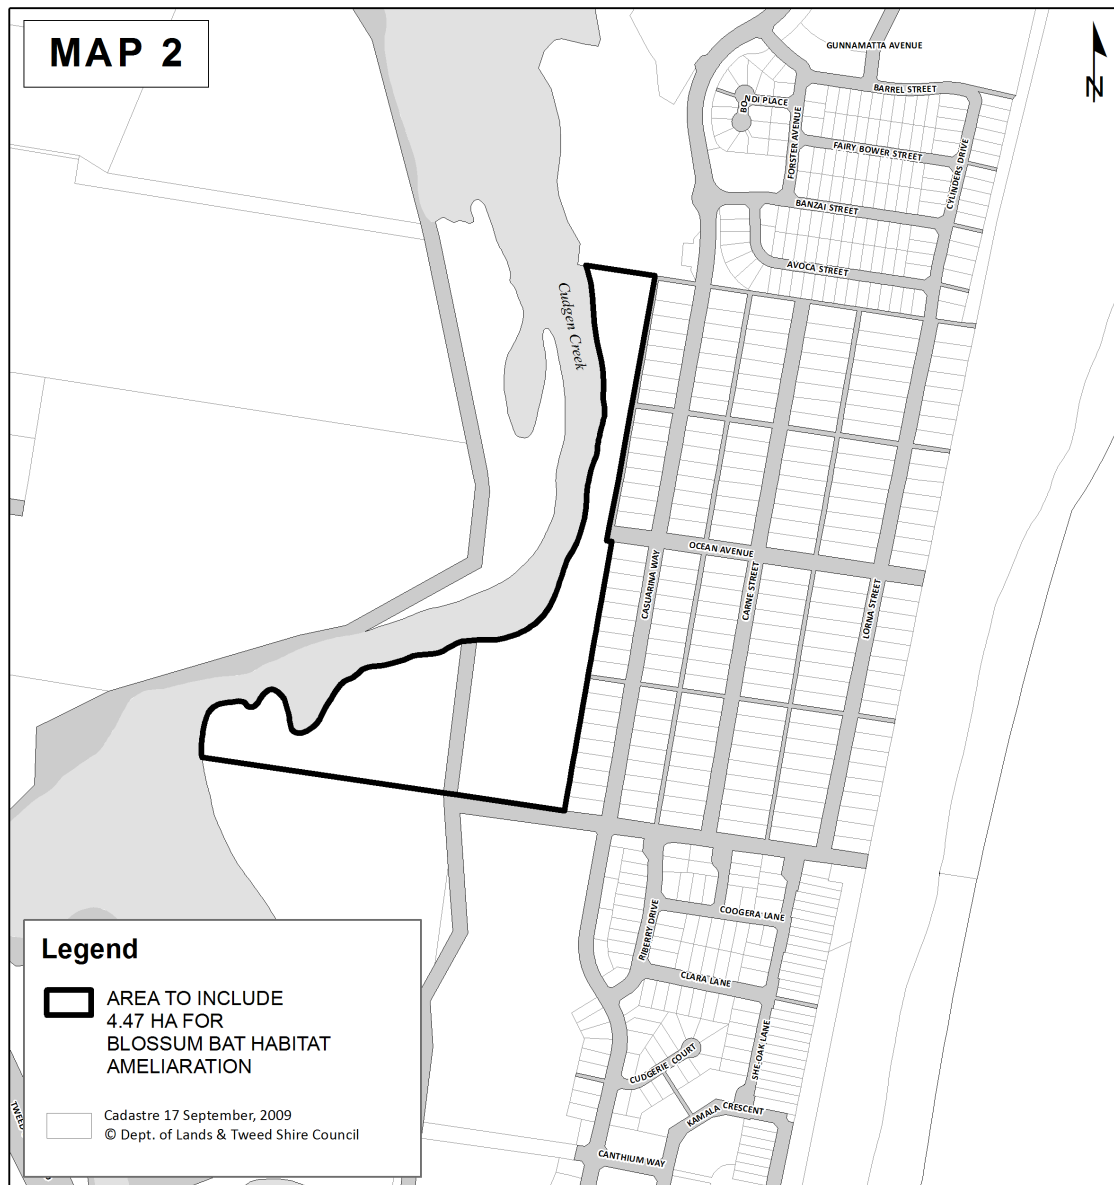 MAP 2
N
GUNNAMATTA AVENUE
BARREL STREET
BONDI PLACE
FORSTER AVENUE
FAIRY BOWER STREET
CYLINDERS DRIVE
BANZAI STREET
AVOCA STREET
Cudgen Creek
OCEAN AVENUE
CASUARINA WAY
CARNE STREET
LORNA STREET
COOGERA LANE
RIBERRY DRIVE
CLARA LANE
SHE-OAK LANE
CUDGERIE COURT
KAMALA CRESCENT
CANTHIUM WAY
TWEED
Legend
AREA TO INCLUDE
4.47 HA FOR
BLOSSUM BAT HABITAT
AMELIARATION
Cadastre 17 September, 2009
© Dept. of Lands & Tweed Shire Council